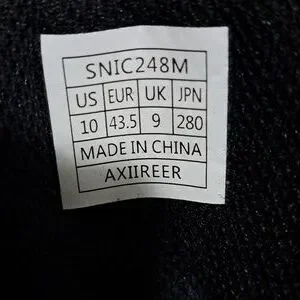 SNIC248M
US EUR UK JPN
10 43.5 9 280
MADE IN CHINA
AXIIREER